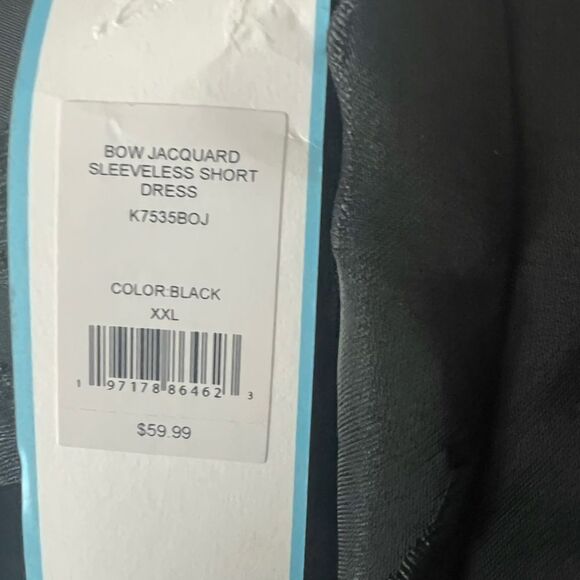 BOW JACQUARD
SLEEVELESS SHORT
DRESS
K7535BOJ
COLOR:BLACK
XXL
1 97178 86462 3
$59.99